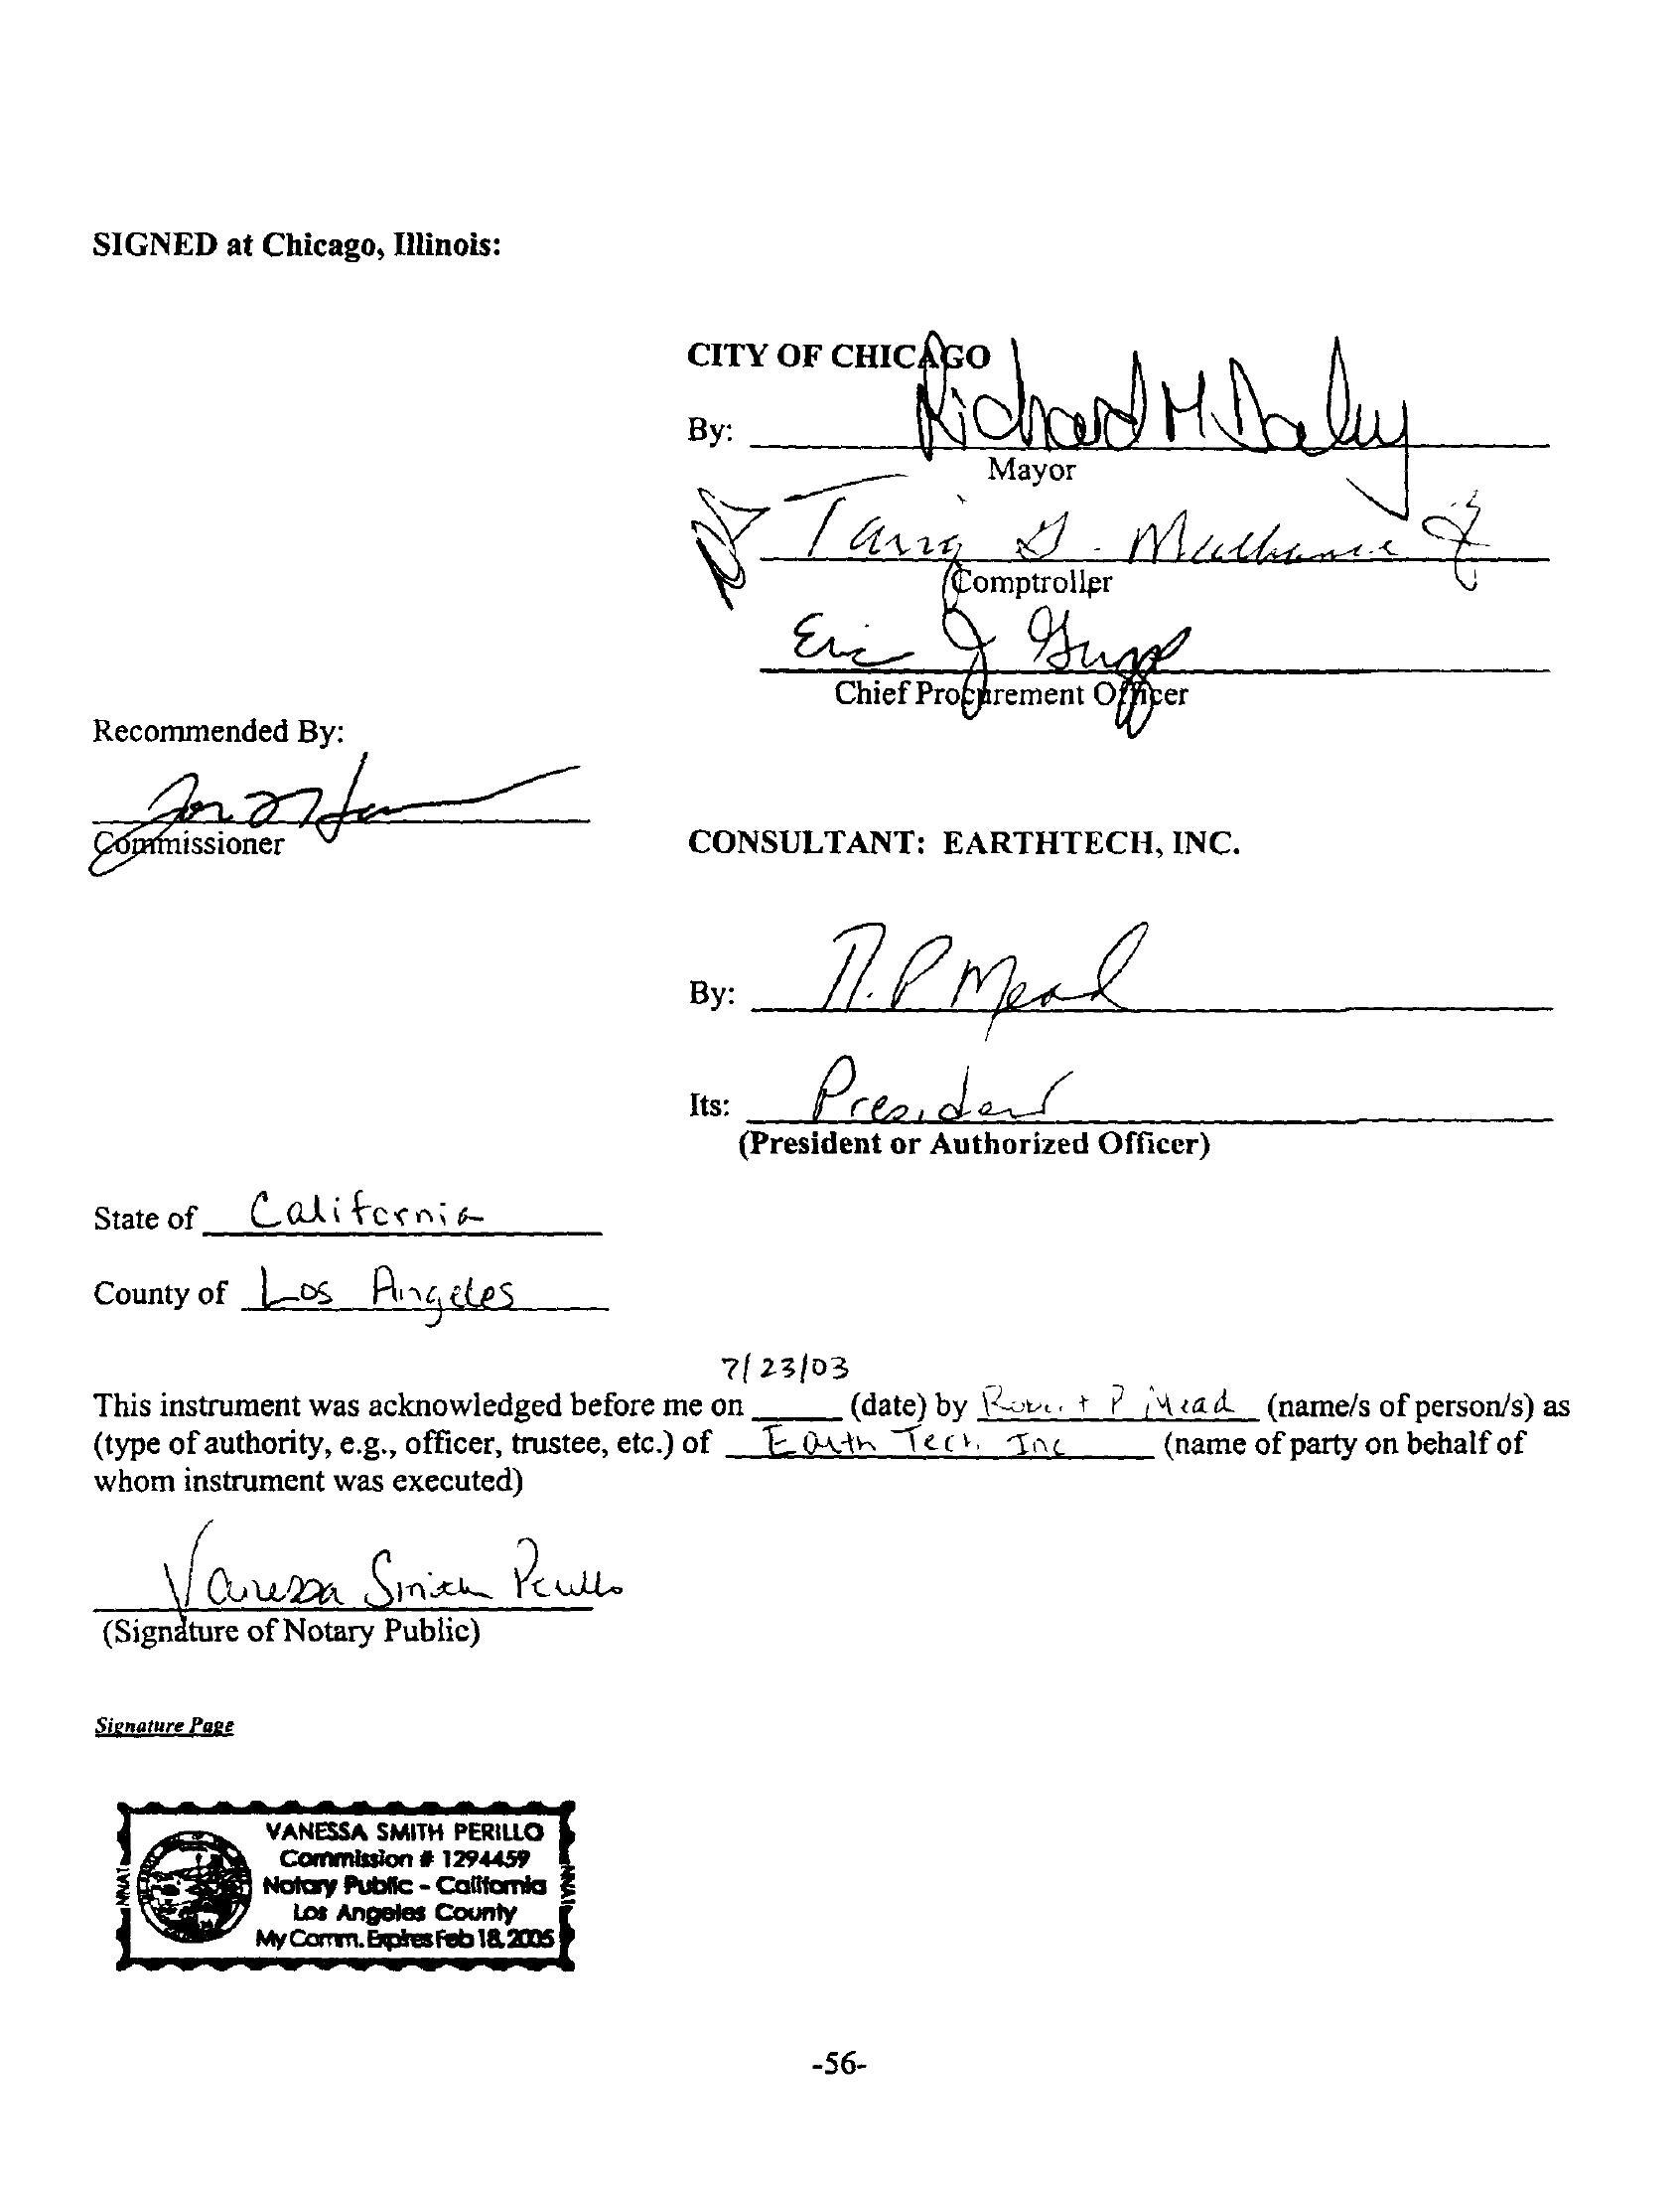 SIGNED at Chicago, Illinois:
CITY OF CHICAGO
By: Richard M. Daley
Mayor
Tariq G. Malhance
Comptroller
Eric J Griggs
Chief Procurement Officer
Recommended By:
Commissioner
CONSULTANT: EARTHTECH, INC.
By: R.P Mead
Its: President
(President or Authorized Officer)
State of California
County of Los Angeles
7/23/03
This instrument was acknowledged before me on _____ (date) by Robert P Mead (name/s of person/s) as
(type of authority, e.g., officer, trustee, etc.) of Earth Tech Inc (name of party on behalf of
whom instrument was executed)
Vanessa Smith Perillo
(Signature of Notary Public)
Signature Page
VANESSA SMITH PERILLO
Commission # 1294459
Notary Public - California
Los Angeles County
My Comm. Expires Feb 18, 2005
NNA1
NNA1
-56-